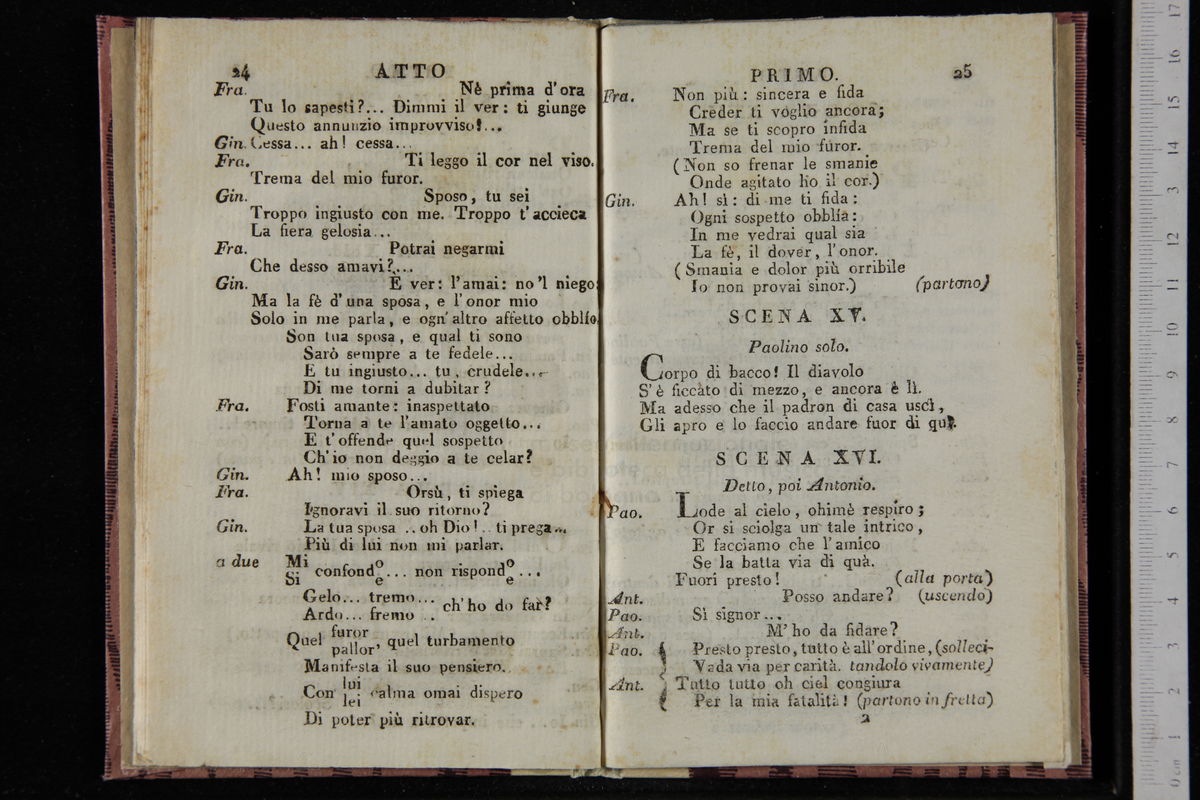 24 ATTO
Fra. Nè prima d'ora
Tu lo sapesti?... Dimmi il ver: ti giunge
Questo annunzio improvviso!...
Gin. Cessa... ah! cessa...
Fra. Ti leggo il cor nel viso.
Trema del mio furor.
Gin. Sposo, tu sei
Troppo ingiusto con me. Troppo t'accieca
La fiera gelosia...
Fra. Potrai negarmi
Che desso amavi?...
Gin. È ver: l'amai: no'l niego:
Ma la fè d'una sposa, e l'onor mio
Solo in me parla, e ogn'altro affetto obblío.
Son tua sposa, e qual ti sono
Sarò sempre a te fedele...
E tu ingiusto... tu, crudele...
Di me torni a dubitar?
Fra. Fosti amante: inaspettato
Torna a te l'amato oggetto...
E t'offende quel sospetto
Ch'io non deggio a te celar?
Gin. Ah! mio sposo...
Fra. Orsù, ti spiega
Ignoravi il suo ritorno?
Gin. La tua sposa .. oh Dio! .. ti prega...
Più di lui non mi parlar.
a due Mi
Si confondo
e... non rispondo
e...
Gelo... tremo...
Ardo... fremo .. ch'ho do far?
Quel furor
pallor, quel turbamento
Manifesta il suo pensiero.
Con lui
lei calma omai dispero
Di poter più ritrovar.
PRIMO. 25
Fra. Non più: sincera e fida
Creder ti voglio ancora;
Ma se ti scopro infida
Trema del mio furor.
(Non so frenar le smanie
Onde agitato ho il cor.)
Gin. Ah! sì: di me ti fida:
Ogni sospetto obblía:
In me vedrai qual sia
La fè, il dover, l'onor.
(Smania e dolor più orribile
Io non provai sinor.) (partono)
SCENA XV.
Paolino solo.
Corpo di bacco! Il diavolo
S'è ficcàto di mezzo, e ancora è lì.
Ma adesso che il padron di casa uscì,
Gli apro e lo faccio andare fuor di quì.
SCENA XVI.
Detto, poi Antonio.
Pao. Lode al cielo, ohimè respiro;
Or si sciolga un tale intrico,
E facciamo che l'amico
Se la batta via di quà.
Fuori presto! (alla porta)
Ant. Posso andare? (uscendo)
Pao. Sì signor...
Ant. M'ho da fidare?
Pao. Presto presto, tutto è all'ordine, (solleci-
Vada via per carità. tandolo vivamente)
Ant. Tutto tutto oh ciel congiura
Per la mia fatalità! (partono in fretta)
2